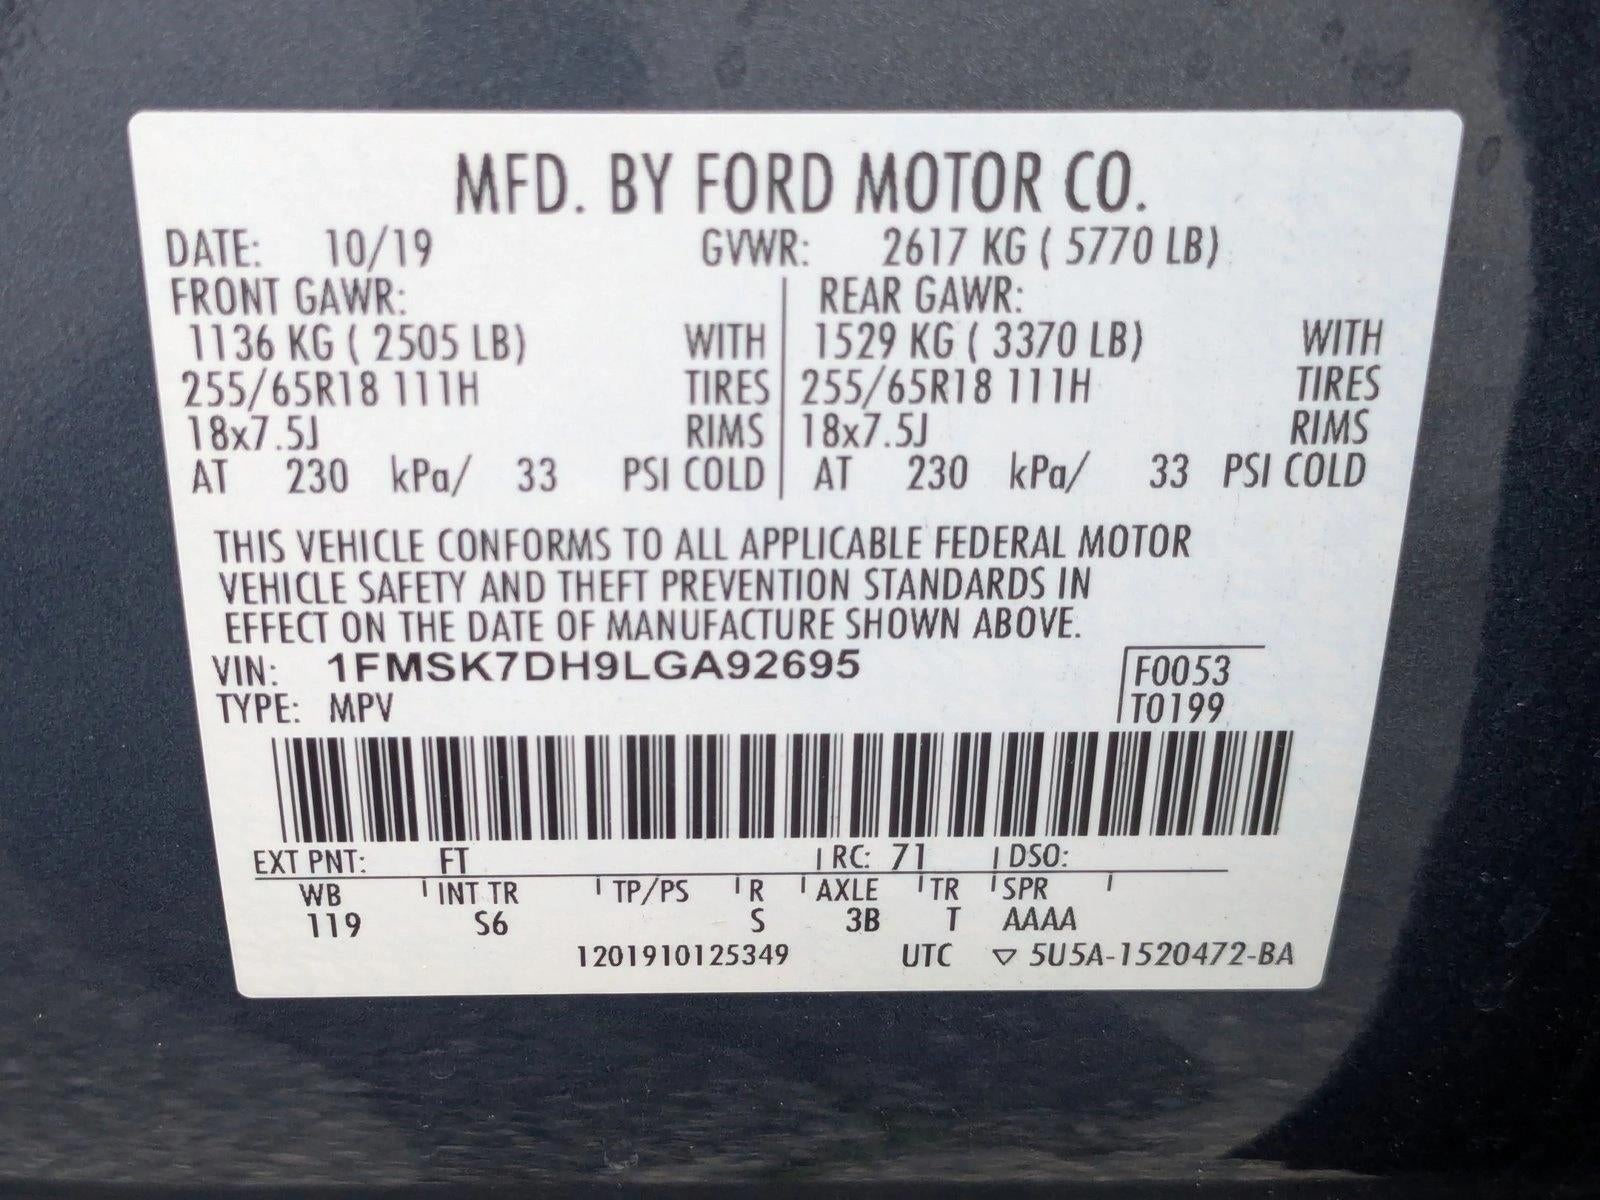 MFD. BY FORD MOTOR CO.
DATE: 10/19 GVWR: 2617 KG ( 5770 LB)
FRONT GAWR: REAR GAWR:
1136 KG ( 2505 LB) WITH 1529 KG ( 3370 LB) WITH
255/65R18 111H TIRES 255/65R18 111H TIRES
18x7.5J RIMS 18x7.5J RIMS
AT 230 kPa/ 33 PSI COLD AT 230 kPa/ 33 PSI COLD
THIS VEHICLE CONFORMS TO ALL APPLICABLE FEDERAL MOTOR
VEHICLE SAFETY AND THEFT PREVENTION STANDARDS IN
EFFECT ON THE DATE OF MANUFACTURE SHOWN ABOVE.
VIN: 1FMSK7DH9LGA92695 F0053
TYPE: MPV T0199
EXT PNT: FT RC: 71 DSO:
WB INT TR TP/PS R AXLE TR SPR
119 S6 S 3B T AAAA
1201910125349 UTC ▽ 5U5A-1520472-BA